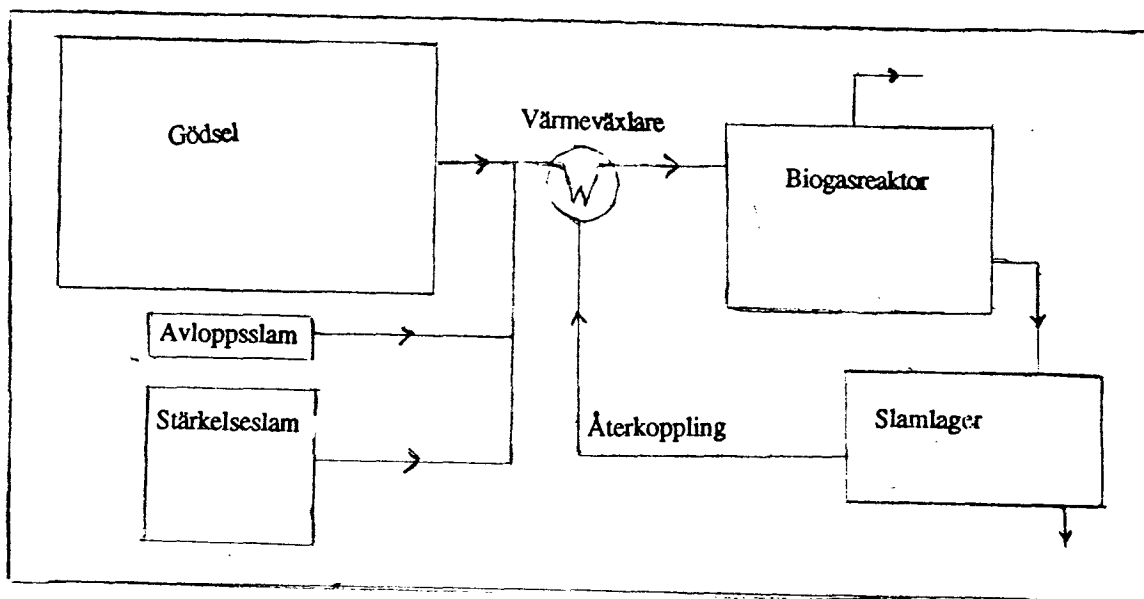 Gödsel
Värmeväxlare
Biogasreaktor
Avloppsslam
Stärkelseslam
Återkoppling
Slamlager